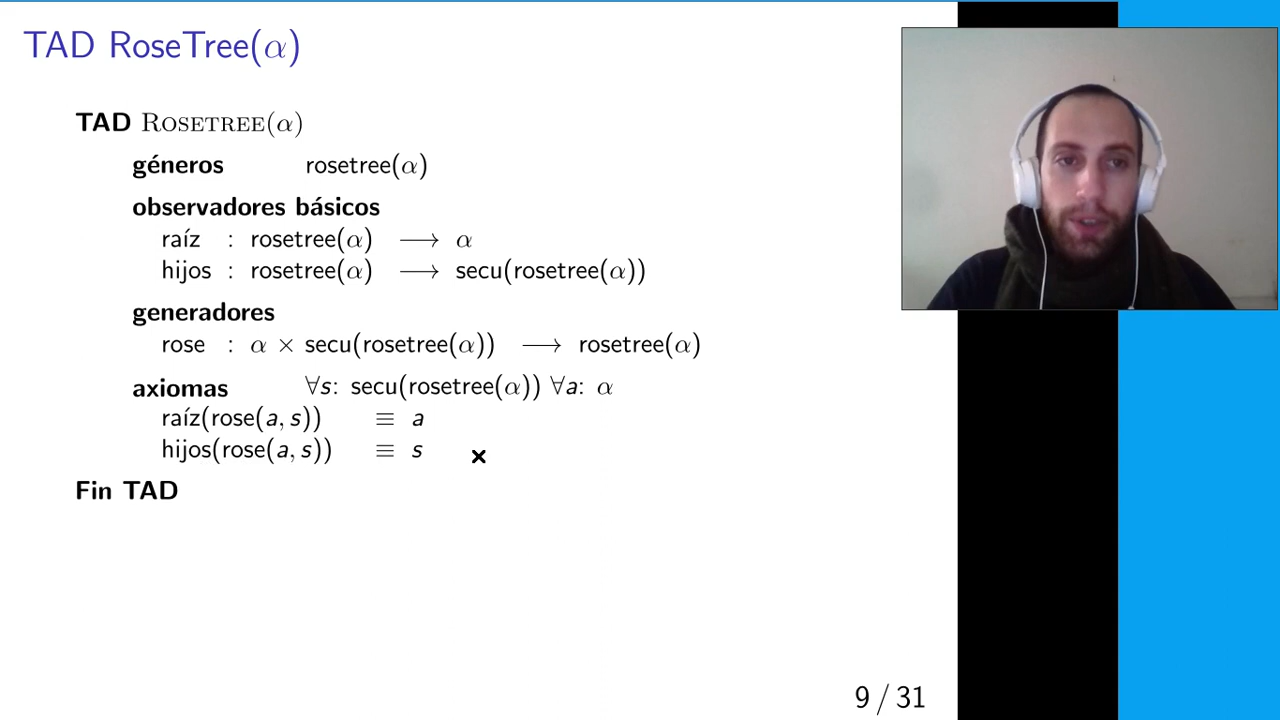 TAD RoseTree(α)
TAD Rosetree(α)
géneros rosetree(α)
observadores básicos
raíz : rosetree(α) ⟶ α
hijos : rosetree(α) ⟶ secu(rosetree(α))
generadores
rose : α × secu(rosetree(α)) ⟶ rosetree(α)
axiomas ∀s: secu(rosetree(α)) ∀a: α
raíz(rose(a, s)) ≡ a
hijos(rose(a, s)) ≡ s
Fin TAD
9 / 31